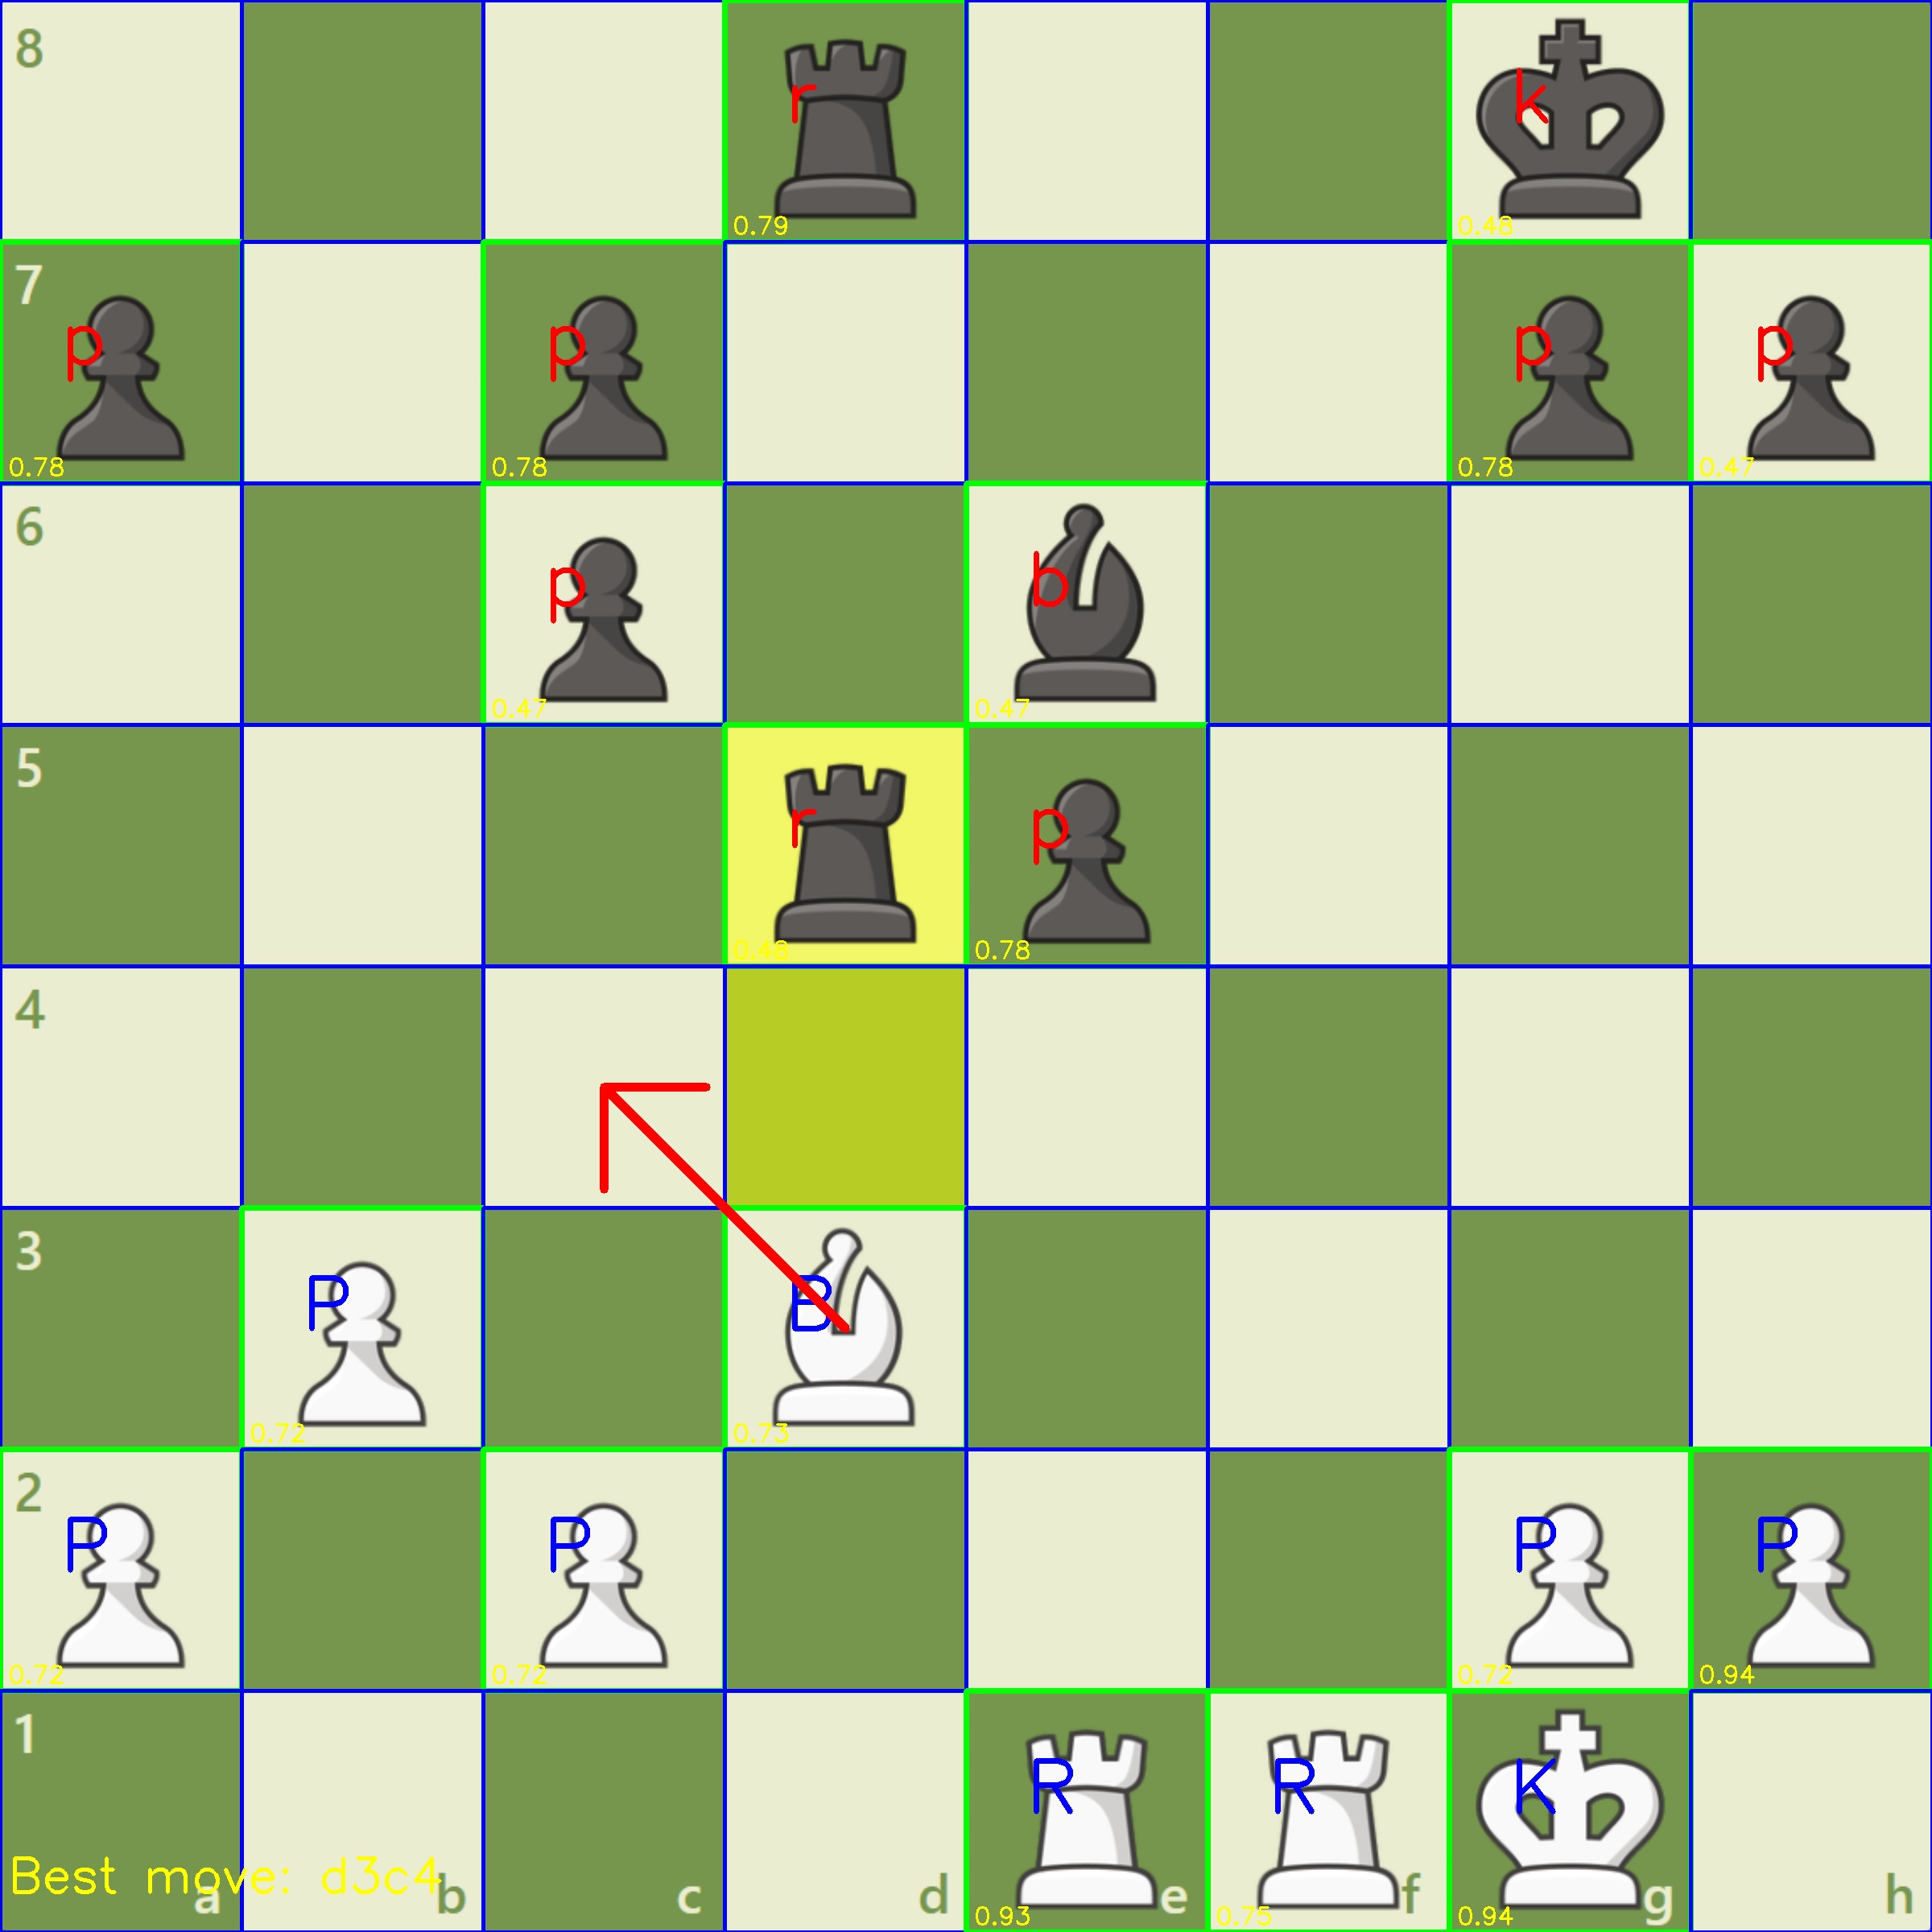 8 r k
0.79 0.48
7 p p p p
0.78 0.78 0.78 0.47
6 p b
0.47 0.47
5 r p
0.48 0.78
4
3 P B
0.72 0.73
2 P P P P
0.72 0.72 0.72 0.94
1 R R K
Best move: d3c4
a b c d e f g h
0.93 0.75 0.94